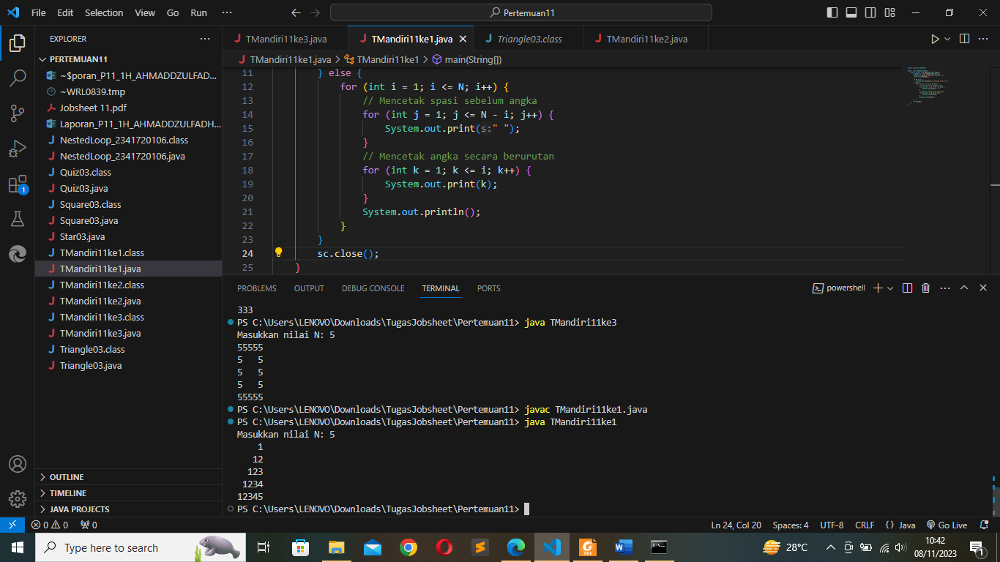 File Edit Selection View Go Run ··· Pertemuan11
EXPLORER ···
PERTEMUAN11
~$poran_P11_1H_AHMADDZULFAD...
~WRL0839.tmp
Jobsheet 11.pdf
Laporan_P11_1H_AHMADDZULFADH...
NestedLoop_2341720106.class
NestedLoop_2341720106.java
Quiz03.class
Quiz03.java
Square03.class
Square03.java
Star03.java
TMandiri11ke1.class
TMandiri11ke1.java
TMandiri11ke2.class
TMandiri11ke2.java
TMandiri11ke3.class
TMandiri11ke3.java
Triangle03.class
Triangle03.java
OUTLINE
TIMELINE
JAVA PROJECTS
1
TMandiri11ke3.java TMandiri11ke1.java Triangle03.class TMandiri11ke2.java
TMandiri11ke1.java > TMandiri11ke1 > main(String[])
11 } else {
12 for (int i = 1; i <= N; i++) {
13 // Mencetak spasi sebelum angka
14 for (int j = 1; j <= N - i; j++) {
15 System.out.print(s:" ");
16 }
17 // Mencetak angka secara berurutan
18 for (int k = 1; k <= i; k++) {
19 System.out.print(k);
20 }
21 System.out.println();
22 }
23 }
24 sc.close();
25 }
PROBLEMS OUTPUT DEBUG CONSOLE TERMINAL PORTS powershell
333
PS C:\Users\LENOVO\Downloads\TugasJobsheet\Pertemuan11> java TMandiri11ke3
Masukkan nilai N: 5
55555
5   5
5   5
5   5
55555
PS C:\Users\LENOVO\Downloads\TugasJobsheet\Pertemuan11> javac TMandiri11ke1.java
PS C:\Users\LENOVO\Downloads\TugasJobsheet\Pertemuan11> java TMandiri11ke1
Masukkan nilai N: 5
    1
   12
  123
 1234
12345
PS C:\Users\LENOVO\Downloads\TugasJobsheet\Pertemuan11>
0 0 0 Ln 24, Col 20 Spaces: 4 UTF-8 CRLF {} Java Go Live
Type here to search 28°C 10:42
08/11/2023 1